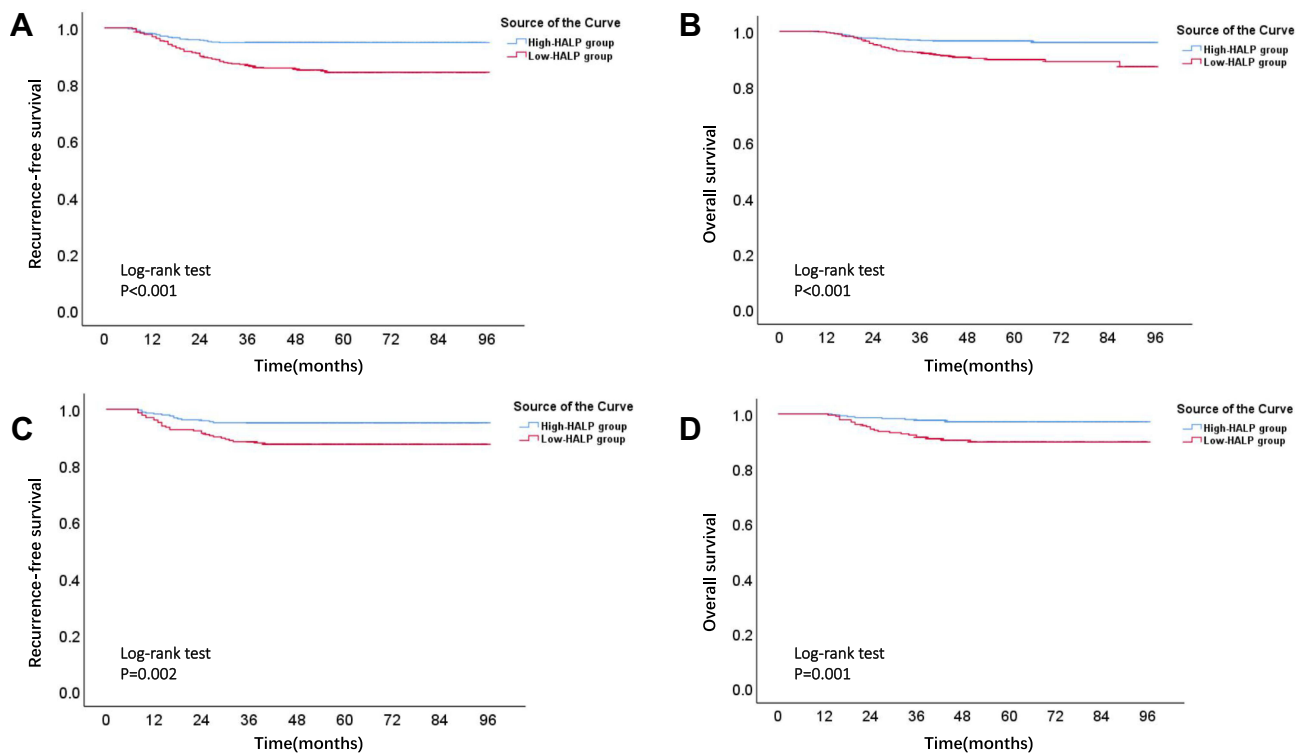 A
Source of the Curve
High-HALP group
Low-HALP group
Recurrence-free survival
1.0
0.8
0.6
0.4
0.2
0.0
Log-rank test
P<0.001
0 12 24 36 48 60 72 84 96
Time(months)
B
Source of the Curve
High-HALP group
Low-HALP group
Overall survival
1.0
0.8
0.6
0.4
0.2
0.0
Log-rank test
P<0.001
0 12 24 36 48 60 72 84 96
Time(months)
C
Source of the Curve
High-HALP group
Low-HALP group
Recurrence-free survival
1.0
0.8
0.6
0.4
0.2
0.0
Log-rank test
P=0.002
0 12 24 36 48 60 72 84 96
Time(months)
D
Source of the Curve
High-HALP group
Low-HALP group
Overall survival
1.0
0.8
0.6
0.4
0.2
0.0
Log-rank test
P=0.001
0 12 24 36 48 60 72 84 96
Time(months)